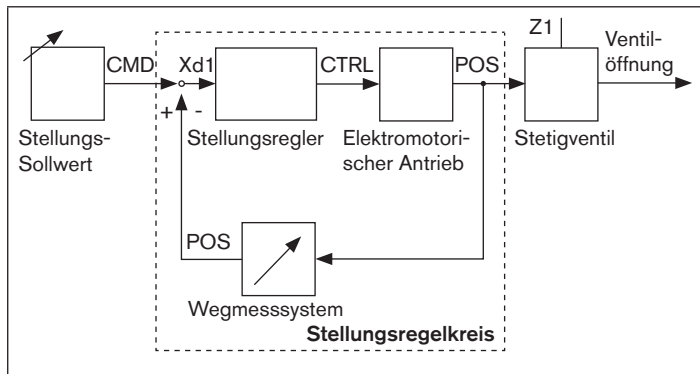 Z1
Ventil-
öffnung
CMD
Xd1
CTRL
POS
+ -
Stellungs-
Sollwert
Stellungsregler
Elektromotori-
scher Antrieb
Stetigventil
POS
Wegmesssystem
Stellungsregelkreis